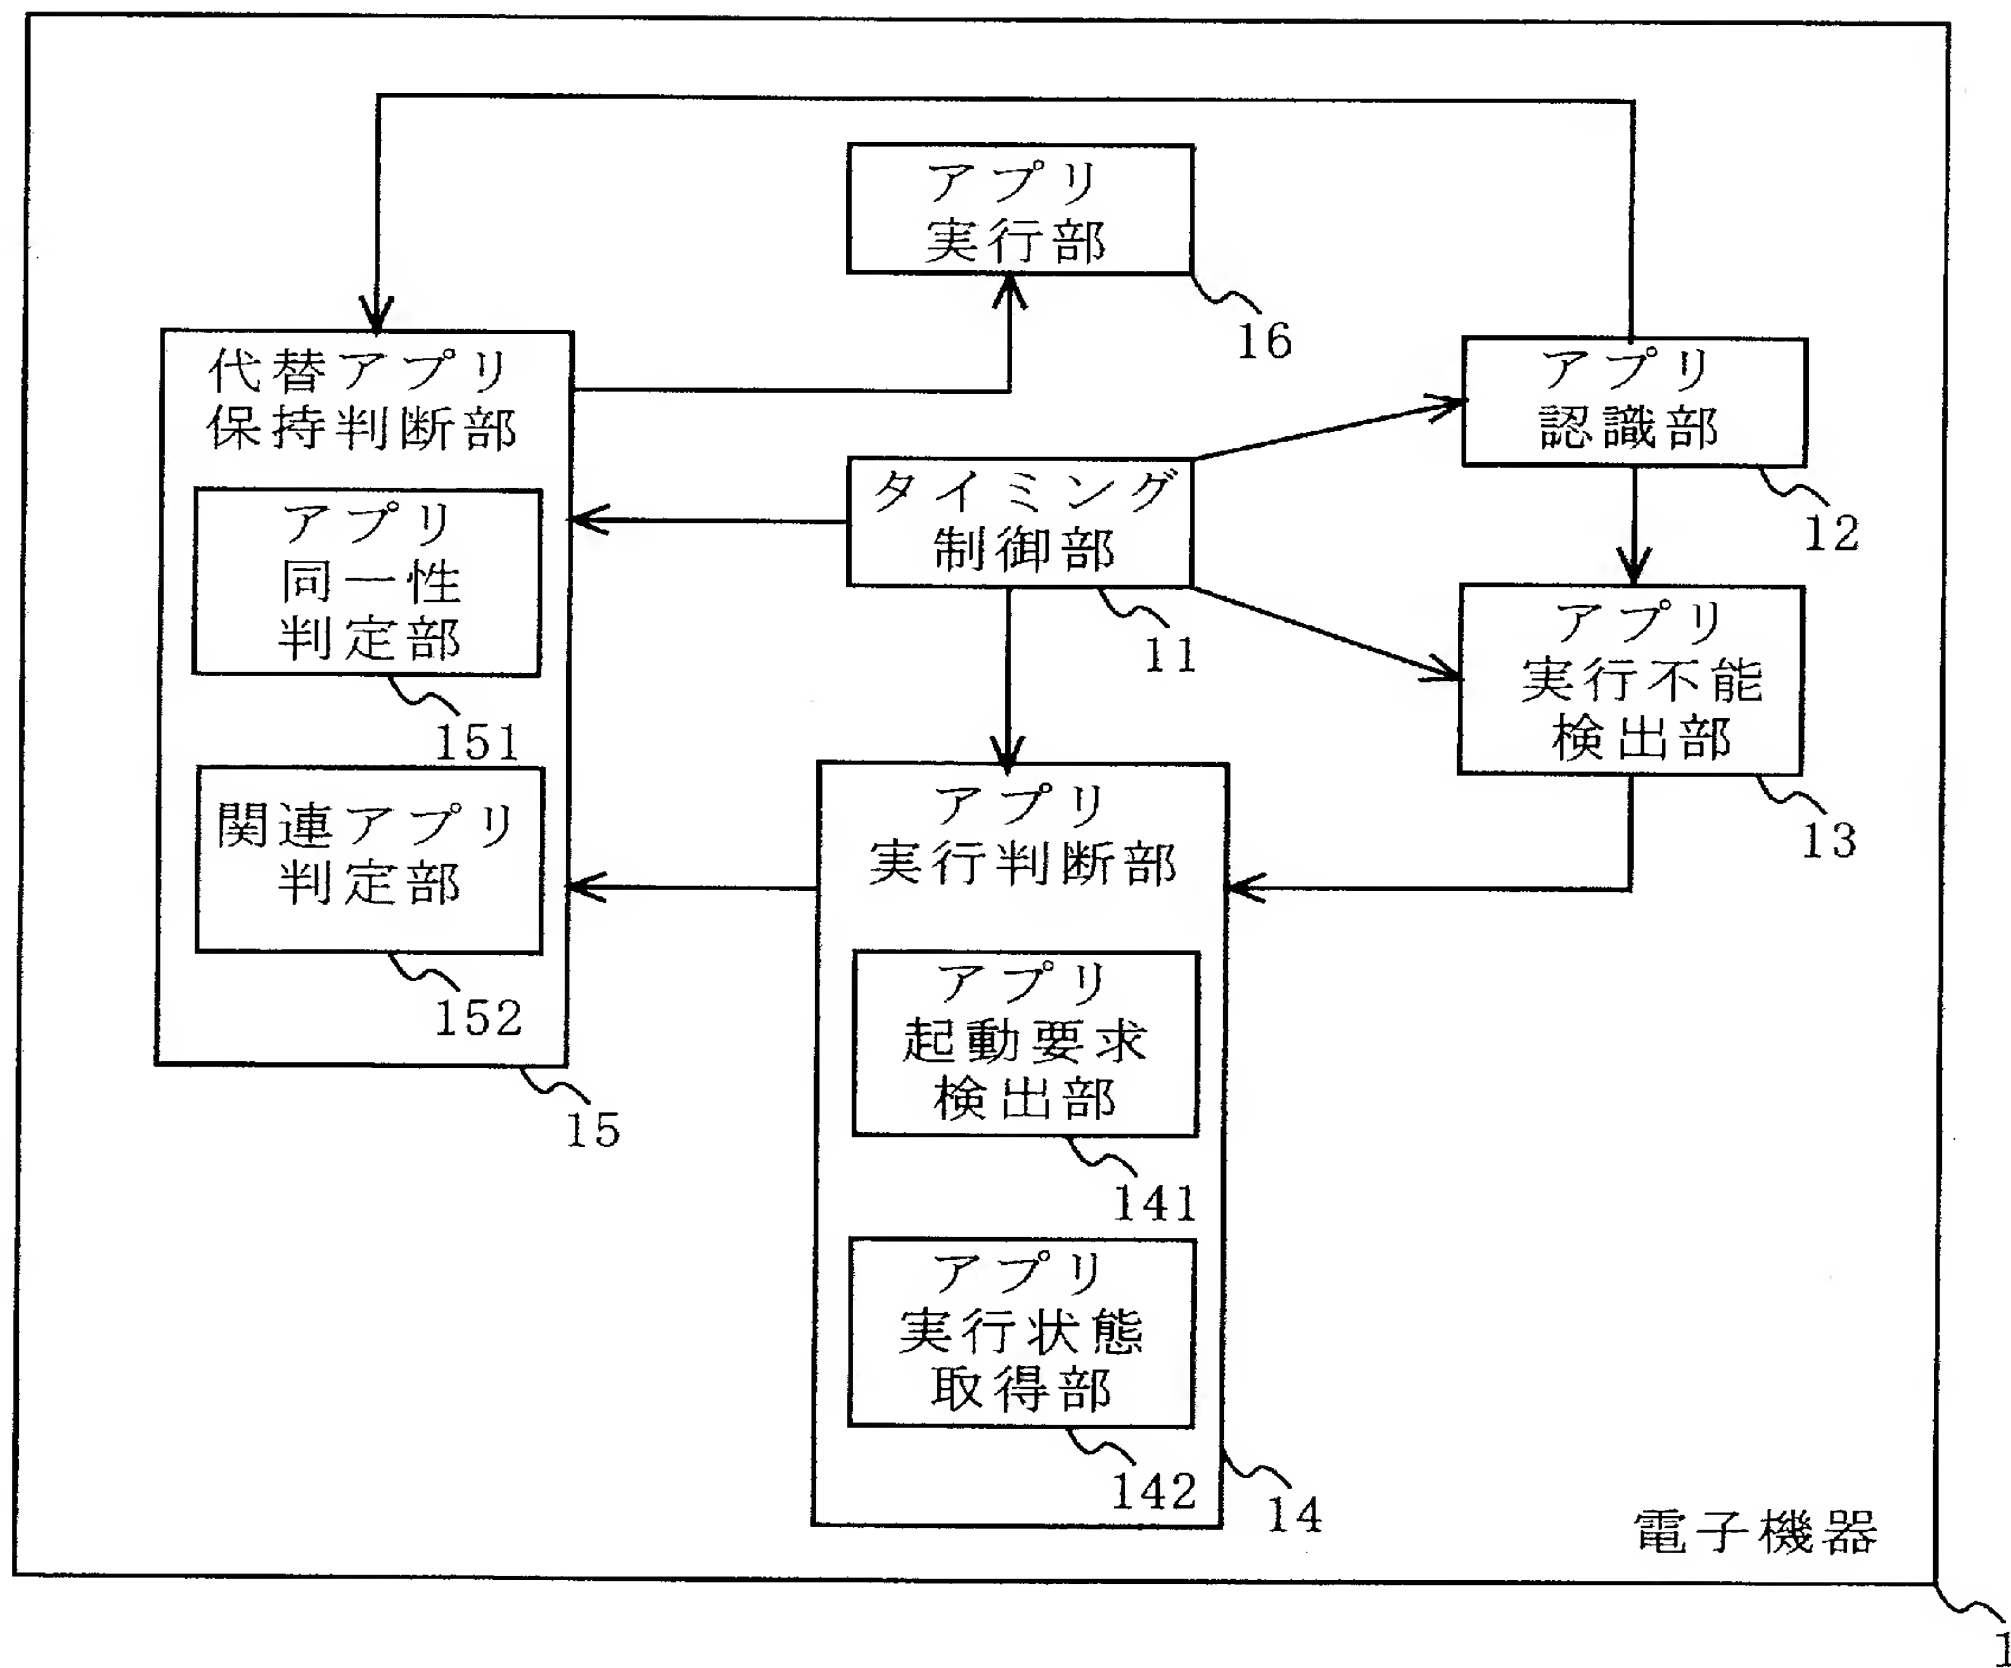 アプリ
実行部
16
代替アプリ
保持判断部
アプリ
認識部
12
タイミング
制御部
11
アプリ
同一性
判定部
151
アプリ
実行不能
検出部
13
関連アプリ
判定部
152
15
アプリ
実行判断部
アプリ
起動要求
検出部
141
アプリ
実行状態
取得部
142
14
電子機器
1